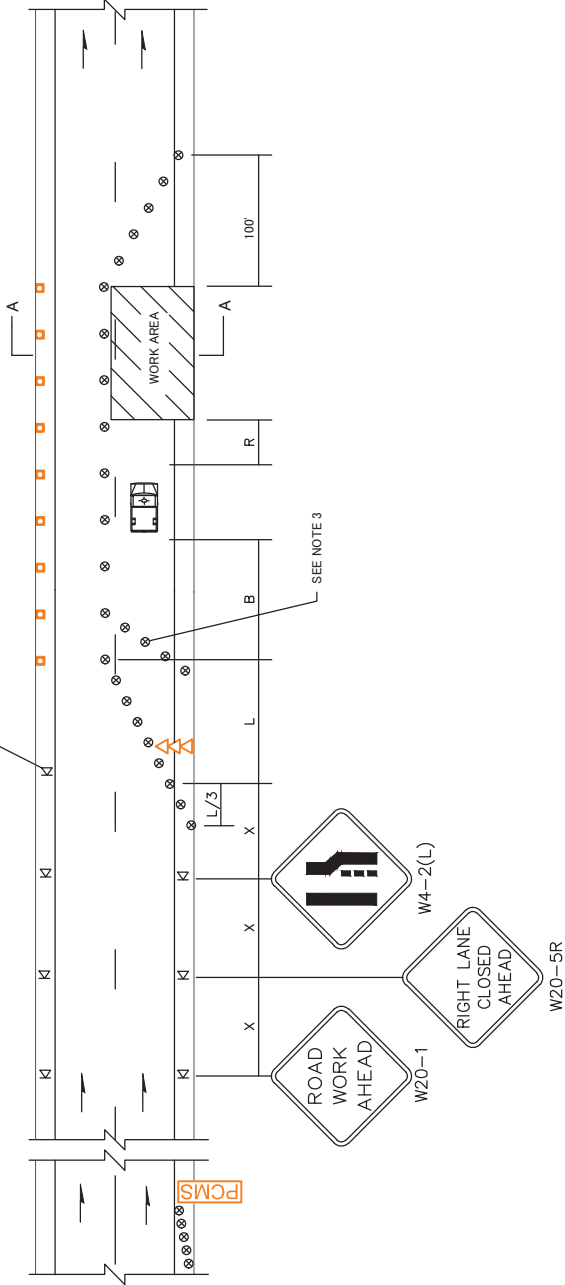 A
A
WORK AREA
100'
R
B
SEE NOTE 3
L
L/3
X
X
X
W4-2(L)
RIGHT LANE
CLOSED
AHEAD
W20-5R
ROAD
WORK
AHEAD
W20-1
PCMS